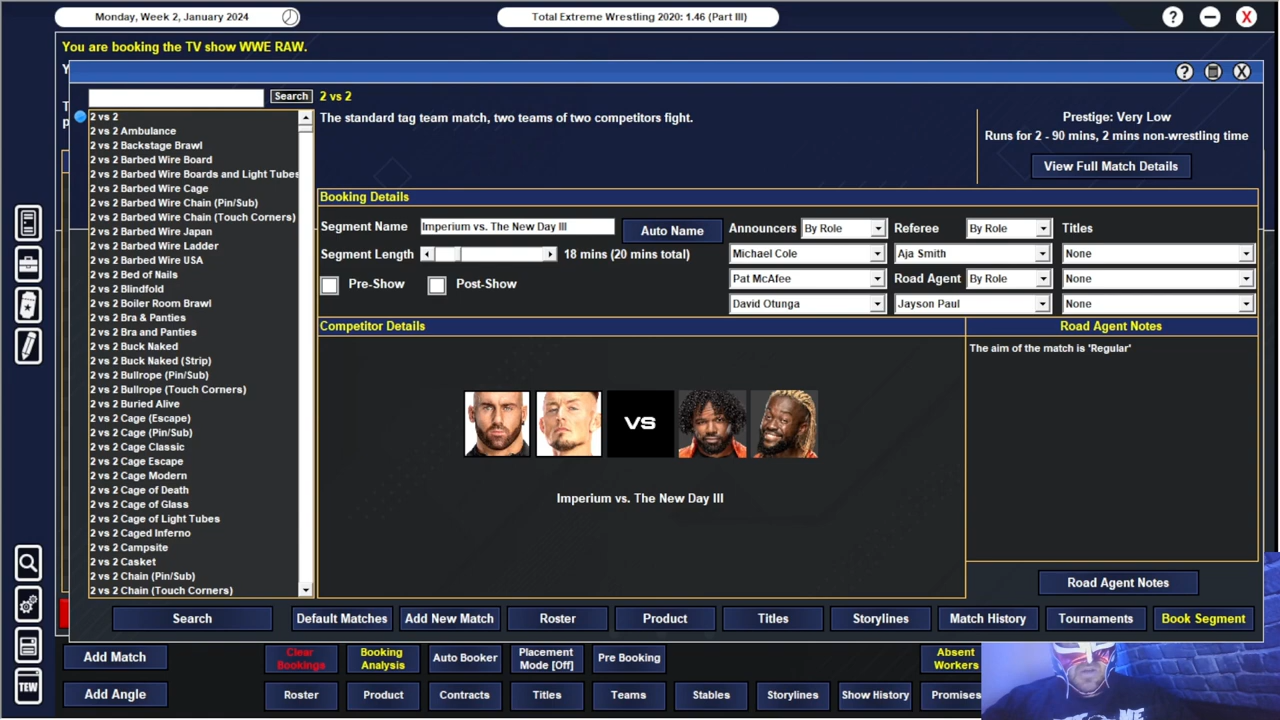 Monday, Week 2, January 2024
Total Extreme Wrestling 2020: 1.46 (Part III)
? X
You are booking the TV show WWE RAW.
? X
Search
2 vs 2
The standard tag team match, two teams of two competitors fight.
Prestige: Very Low
Runs for 2 - 90 mins, 2 mins non-wrestling time
View Full Match Details
2 vs 2
2 vs 2 Ambulance
2 vs 2 Backstage Brawl
2 vs 2 Barbed Wire Board
2 vs 2 Barbed Wire Boards and Light Tubes
2 vs 2 Barbed Wire Cage
2 vs 2 Barbed Wire Chain (Pin/Sub)
2 vs 2 Barbed Wire Chain (Touch Corners)
2 vs 2 Barbed Wire Japan
2 vs 2 Barbed Wire Ladder
2 vs 2 Barbed Wire USA
2 vs 2 Bed of Nails
2 vs 2 Blindfold
2 vs 2 Boiler Room Brawl
2 vs 2 Bra & Panties
2 vs 2 Bra and Panties
2 vs 2 Buck Naked
2 vs 2 Buck Naked (Strip)
2 vs 2 Bullrope (Pin/Sub)
2 vs 2 Bullrope (Touch Corners)
2 vs 2 Buried Alive
2 vs 2 Cage (Escape)
2 vs 2 Cage (Pin/Sub)
2 vs 2 Cage Classic
2 vs 2 Cage Escape
2 vs 2 Cage Modern
2 vs 2 Cage of Death
2 vs 2 Cage of Glass
2 vs 2 Cage of Light Tubes
2 vs 2 Caged Inferno
2 vs 2 Campsite
2 vs 2 Casket
2 vs 2 Chain (Pin/Sub)
2 vs 2 Chain (Touch Corners)
Booking Details
Segment Name Imperium vs. The New Day III Auto Name
Segment Length 18 mins (20 mins total)
Pre-Show Post-Show
Announcers By Role
Michael Cole
Pat McAfee
David Otunga
Referee By Role
Aja Smith
Road Agent By Role
Jayson Paul
Titles
None
None
None
Competitor Details
VS
Imperium vs. The New Day III
Road Agent Notes
The aim of the match is 'Regular'
Road Agent Notes
Search Default Matches Add New Match Roster Product Titles Storylines Match History Tournaments Book Segment
Add Match
Clear Bookings
Booking Analysis
Auto Booker
Placement Mode [Off]
Pre Booking
Absent Workers
Add Angle Roster Product Contracts Titles Teams Stables Storylines Show History Promises
TEW